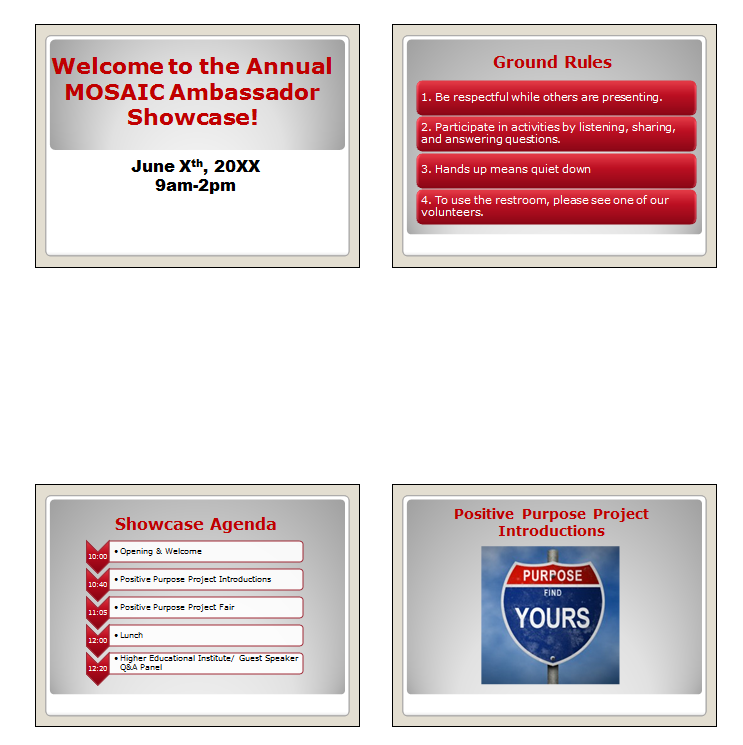 Welcome to the Annual
MOSAIC Ambassador
Showcase!
June Xth, 20XX
9am-2pm
Ground Rules
1. Be respectful while others are presenting.
2. Participate in activities by listening, sharing,
and answering questions.
3. Hands up means quiet down
4. To use the restroom, please see one of our
volunteers.
Showcase Agenda
10:00
• Opening & Welcome
10:40
• Positive Purpose Project Introductions
11:05
• Positive Purpose Project Fair
12:00
• Lunch
12:20
• Higher Educational Institute/ Guest Speaker
Q&A Panel
Positive Purpose Project
Introductions
PURPOSE
FIND
YOURS